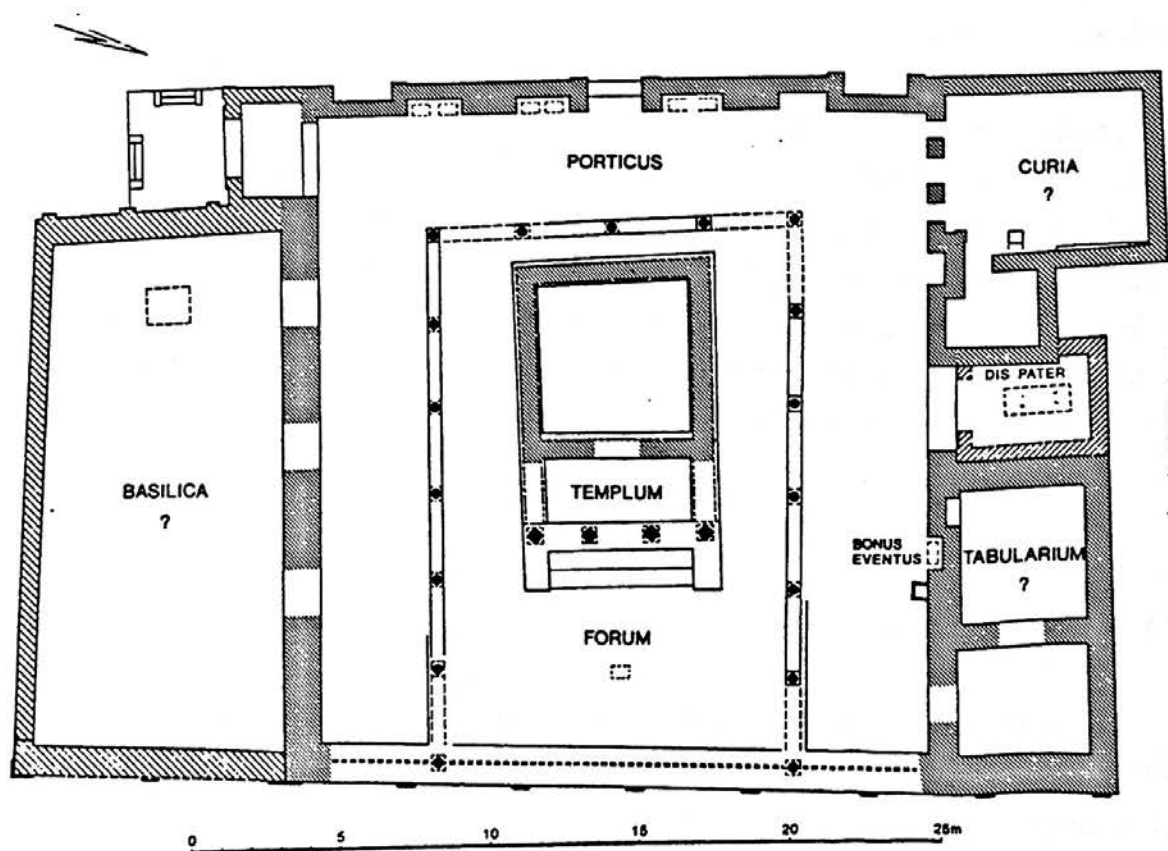 PORTICUS
CURIA
?
DIS PATER
BASILICA
?
TEMPLUM
BONUS
EVENTUS
TABULARIUM
?
FORUM
0 5 10 15 20 25m